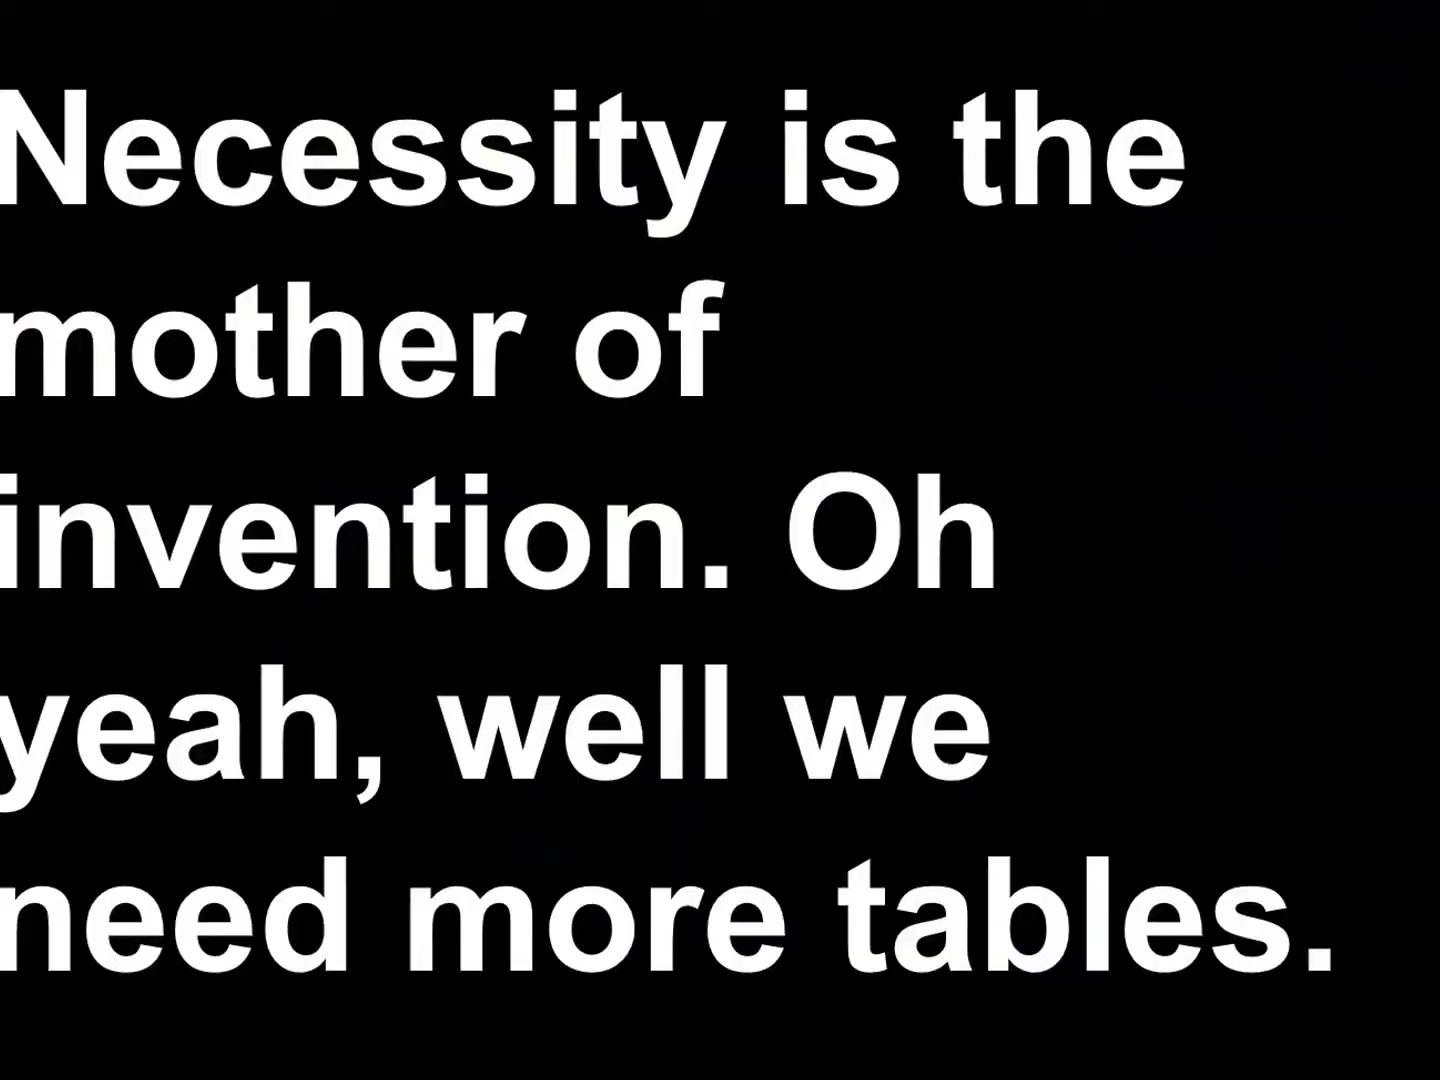 Necessity is the
mother of
invention. Oh
yeah, well we
need more tables.